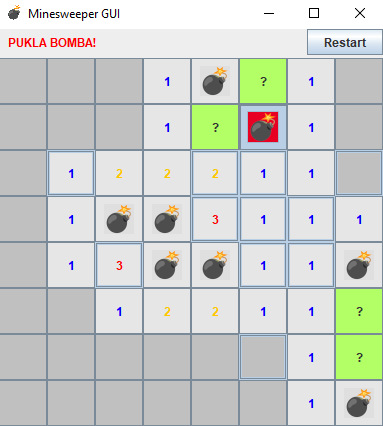 Minesweeper GUI
PUKLA BOMBA! Restart
1 ? 1
1 ? 1
1 2 2 2 1 1
1 3 1 1 1
1 3 1 1
1 2 2 1 1 ?
1 ?
1